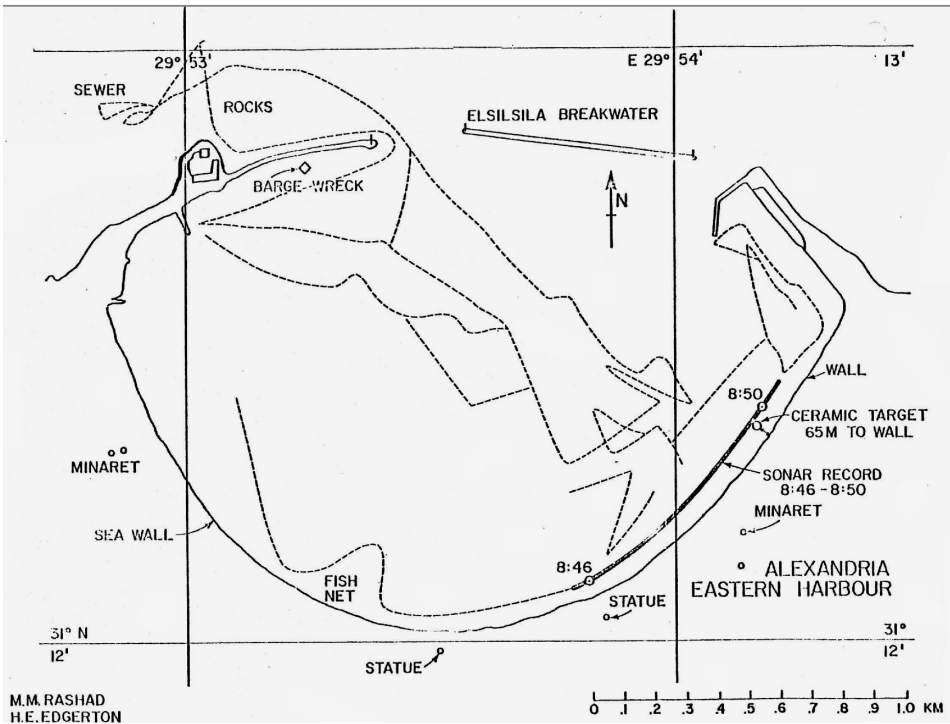 29° 53'
E 29° 54'
13'
SEWER
ROCKS
ELSILSILA BREAKWATER
BARGE WRECK
N
WALL
8:50
CERAMIC TARGET
65M TO WALL
MINARET
SONAR RECORD
8:46 - 8:50
MINARET
SEA WALL
8:46
FISH
NET
ALEXANDRIA
EASTERN HARBOUR
STATUE
31° N
12'
31°
12'
STATUE
M.M. RASHAD
H.E. EDGERTON
0 .1 .2 .3 .4 .5 .6 .7 .8 .9 1.0 KM